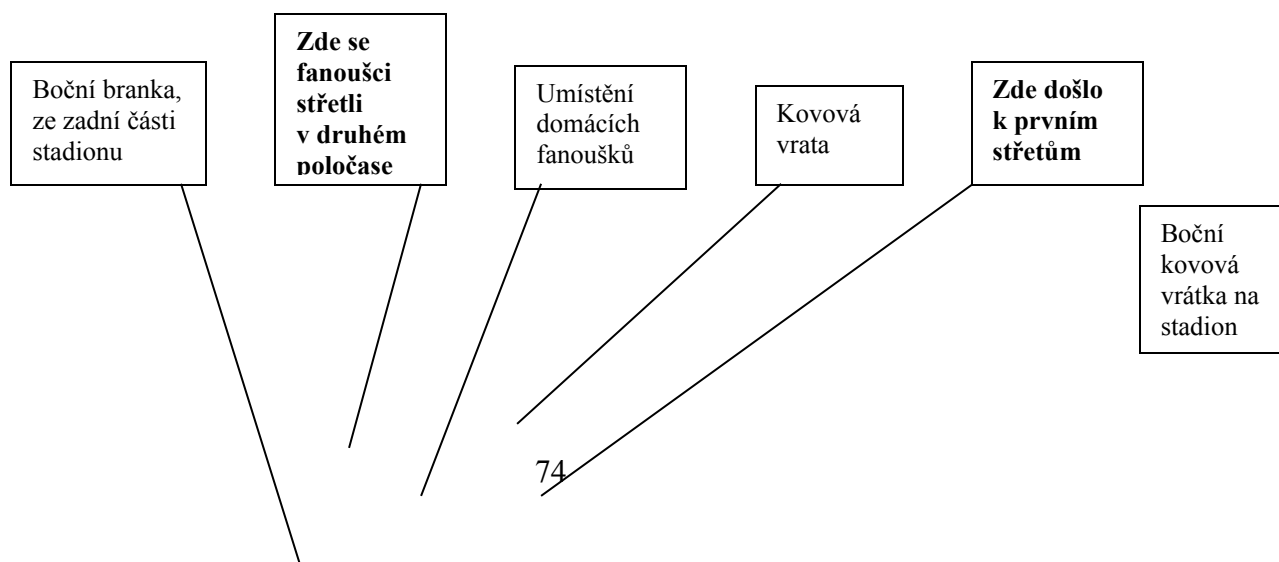 Boční branka,
ze zadní části
stadionu
Zde se
fanoušci
střetli
v druhém
poločase
Umístění
domácích
fanoušků
Kovová
vrata
Zde došlo
k prvním
střetům
Boční
kovová
vrátka na
stadion
74